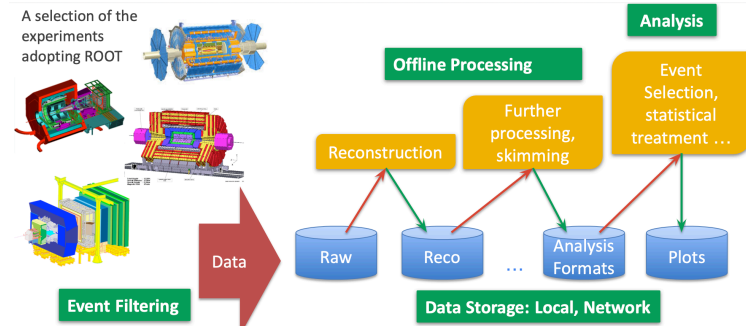 A selection of the
experiments
adopting ROOT
Event Filtering
Data
Offline Processing
Analysis
Reconstruction
Further
processing,
skimming
Event
Selection,
statistical
treatment …
Raw
Reco
...
Analysis
Formats
Plots
Data Storage: Local, Network